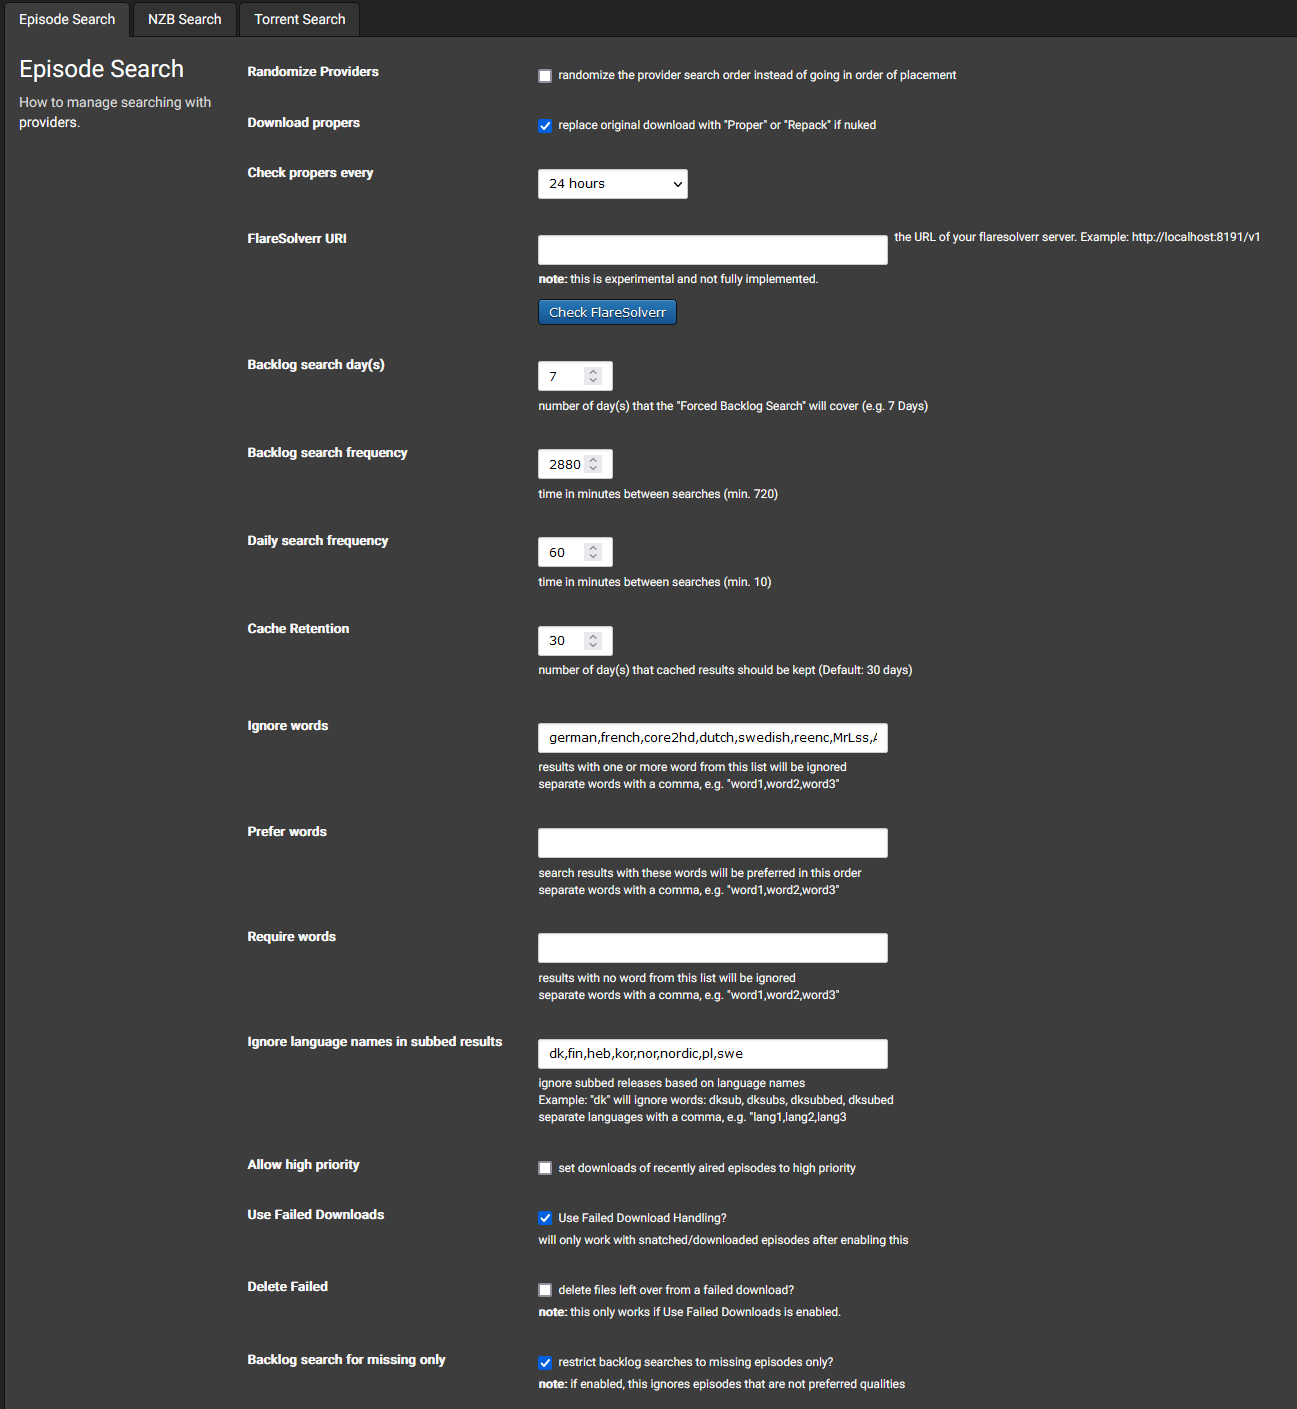 Episode Search
NZB Search
Torrent Search
Episode Search
How to manage searching with
providers.
Randomize Providers
randomize the provider search order instead of going in order of placement
Download propers
replace original download with "Proper" or "Repack" if nuked
Check propers every
24 hours
FlareSolverr URI
the URL of your flaresolverr server. Example: http://localhost:8191/v1
note: this is experimental and not fully implemented.
Check FlareSolverr
Backlog search day(s)
7
number of day(s) that the "Forced Backlog Search" will cover (e.g. 7 Days)
Backlog search frequency
2880
time in minutes between searches (min. 720)
Daily search frequency
60
time in minutes between searches (min. 10)
Cache Retention
30
number of day(s) that cached results should be kept (Default: 30 days)
Ignore words
german,french,core2hd,dutch,swedish,reenc,MrLss,
results with one or more word from this list will be ignored
separate words with a comma, e.g. "word1,word2,word3"
Prefer words
search results with these words will be preferred in this order
separate words with a comma, e.g. "word1,word2,word3"
Require words
results with no word from this list will be ignored
separate words with a comma, e.g. "word1,word2,word3"
Ignore language names in subbed results
dk,fin,heb,kor,nor,nordic,pl,swe
ignore subbed releases based on language names
Example: "dk" will ignore words: dksub, dksubs, dksubbed, dksubed
separate languages with a comma, e.g. "lang1,lang2,lang3
Allow high priority
set downloads of recently aired episodes to high priority
Use Failed Downloads
Use Failed Download Handling?
will only work with snatched/downloaded episodes after enabling this
Delete Failed
delete files left over from a failed download?
note: this only works if Use Failed Downloads is enabled.
Backlog search for missing only
restrict backlog searches to missing episodes only?
note: if enabled, this ignores episodes that are not preferred qualities